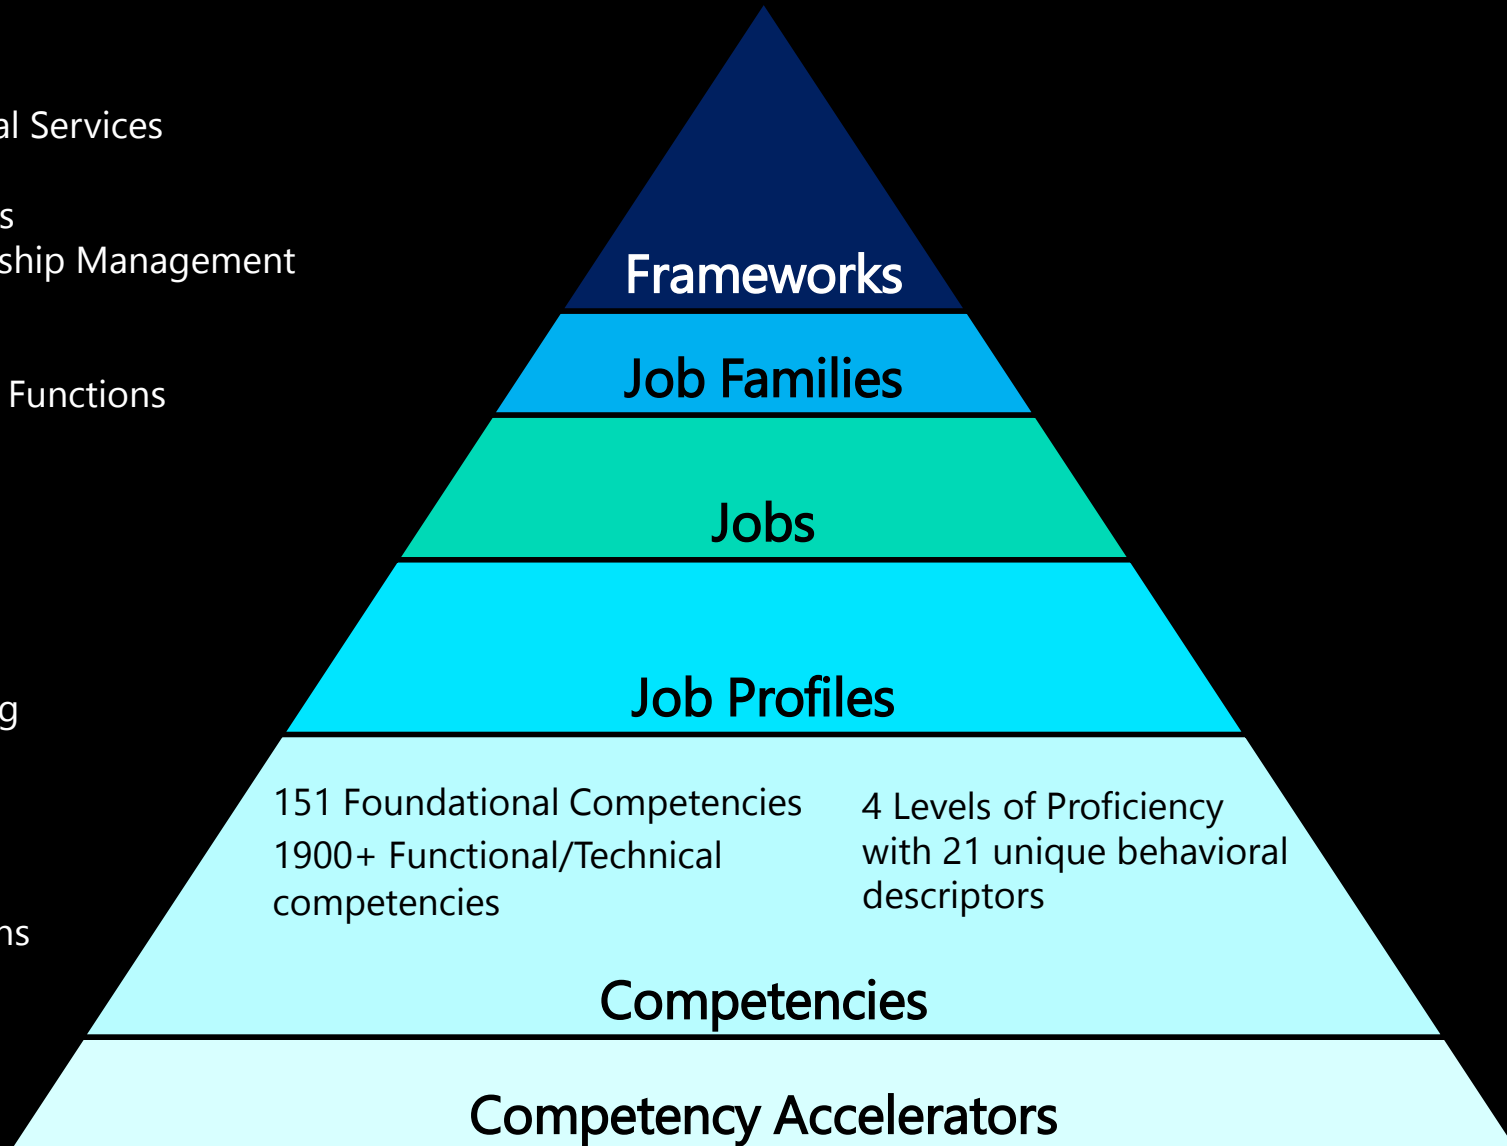 al Services
s
ship Management
Functions
g
ns
Frameworks
Job Families
Jobs
Job Profiles
151 Foundational Competencies
1900+ Functional/Technical
competencies
4 Levels of Proficiency
with 21 unique behavioral
descriptors
Competencies
Competency Accelerators